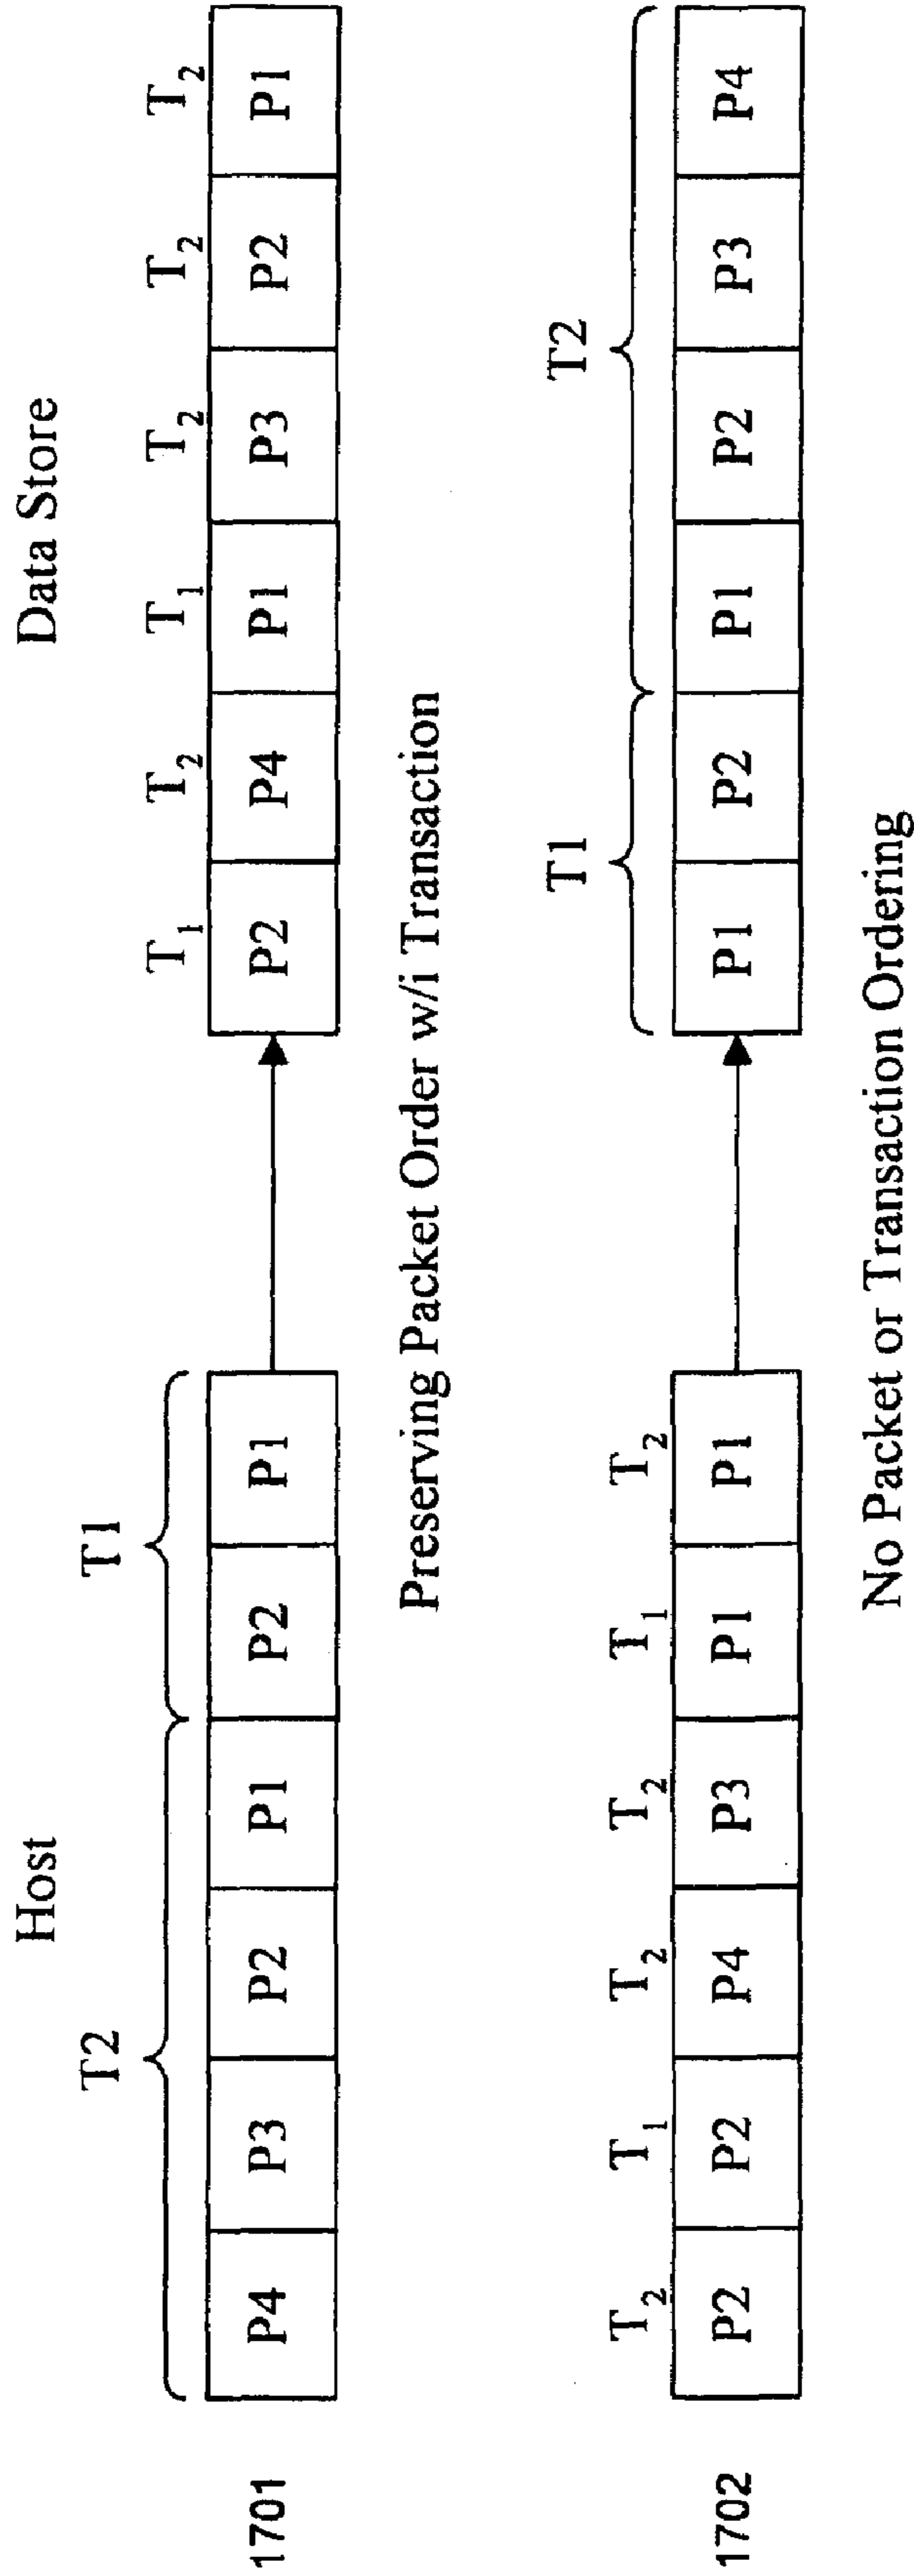 Host Data Store
T2 T1 T₁ T₂ T₁ T₂ T₂ T₂
1701 P4 P3 P2 P1 P2 P1 P2 P4 P1 P3 P2 P1
Preserving Packet Order w/i Transaction
T₂ T₁ T₂ T₂ T₁ T₂ T1 T2
1702 P2 P2 P4 P3 P1 P1 P1 P2 P1 P2 P3 P4
No Packet or Transaction Ordering